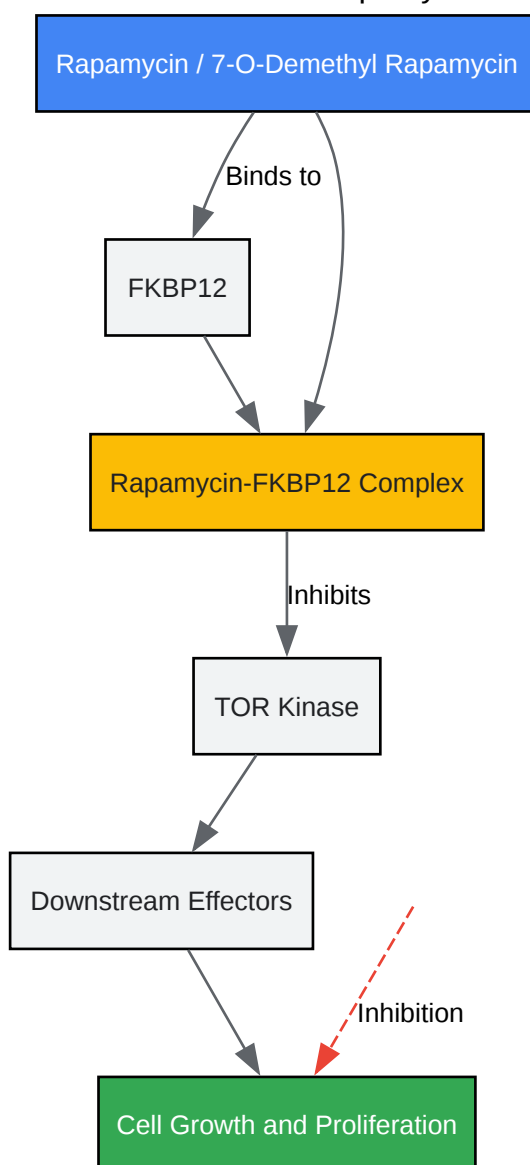 Rapamycin / 7-O-Demethyl Rapamycin
Binds to
FKBP12
Rapamycin-FKBP12 Complex
Inhibits
TOR Kinase
Downstream Effectors
Inhibition
Cell Growth and Proliferation